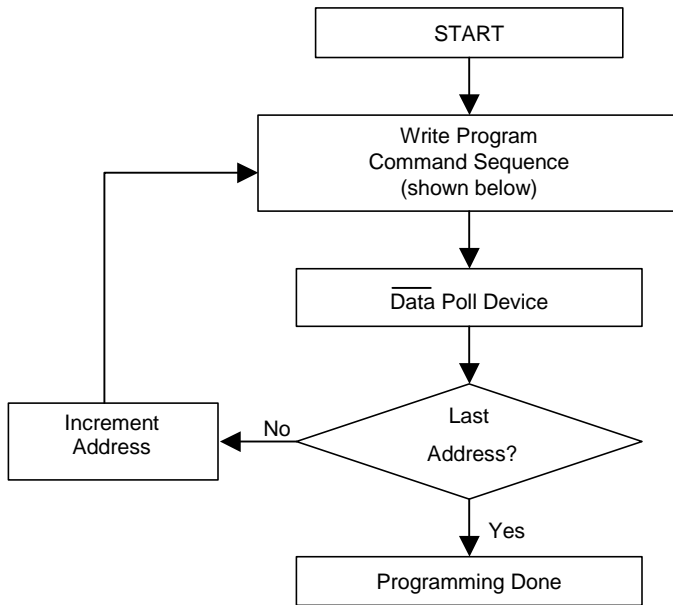 START
Write Program
Command Sequence
(shown below)
Data Poll Device
Increment
Address
No
Last
Address?
Yes
Programming Done